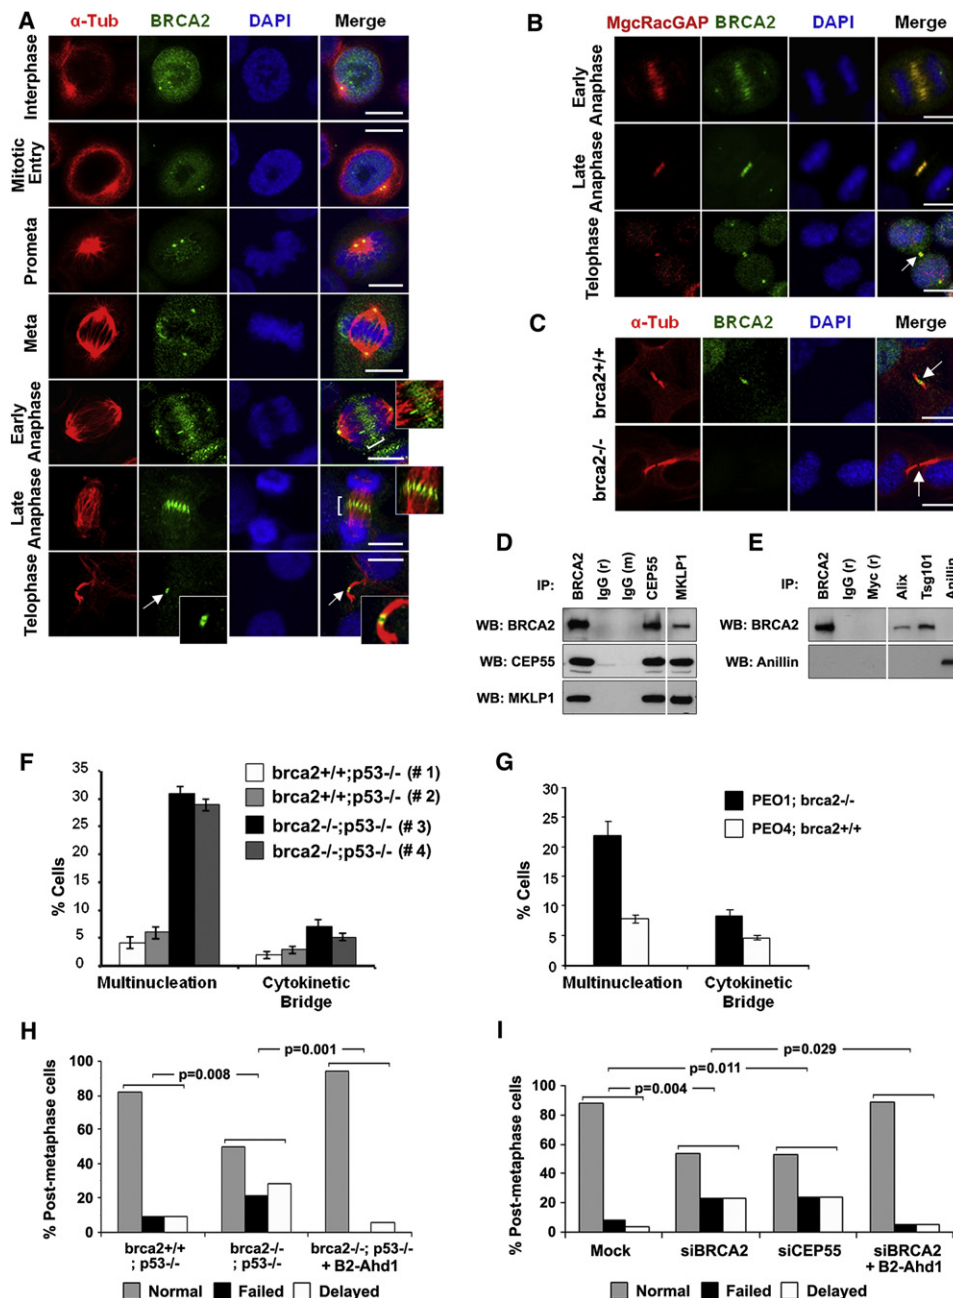 A
α-Tub BRCA2 DAPI Merge
Interphase
Mitotic Entry
Prometa
Meta
Early Anaphase
Late Anaphase
Telophase
B
MgcRacGAP BRCA2 DAPI Merge
Early Anaphase
Late Anaphase
Telophase
C
α-Tub BRCA2 DAPI Merge
brca2+/+
brca2-/-
D
IP: BRCA2 IgG (r) IgG (m) CEP55 MKLP1
WB: BRCA2
WB: CEP55
WB: MKLP1
E
IP: BRCA2 IgG (r) Myc (r) Alix Tsg101 Anillin
WB: BRCA2
WB: Anillin
F
% Cells
35
30
25
20
15
10
5
0
brca2+/+;p53-/- (# 1)
brca2+/+;p53-/- (# 2)
brca2-/-;p53-/- (# 3)
brca2-/-;p53-/- (# 4)
Multinucleation Cytokinetic
Bridge
G
% Cells
30
25
20
15
10
5
0
PEO1; brca2-/-
PEO4; brca2+/+
Multinucleation Cytokinetic
Bridge
H
% Post-metaphase cells
100
80
60
40
20
0
p=0.001
p=0.008
brca2+/+ brca2-/- brca2-/-; p53-/-
; p53-/- ; p53-/- + B2-Ahd1
Normal Failed Delayed
I
% Post-metaphase cells
100
80
60
40
20
0
p=0.029
p=0.011
p=0.004
Mock siBRCA2 siCEP55 siBRCA2
+ B2-Ahd1
Normal Failed Delayed